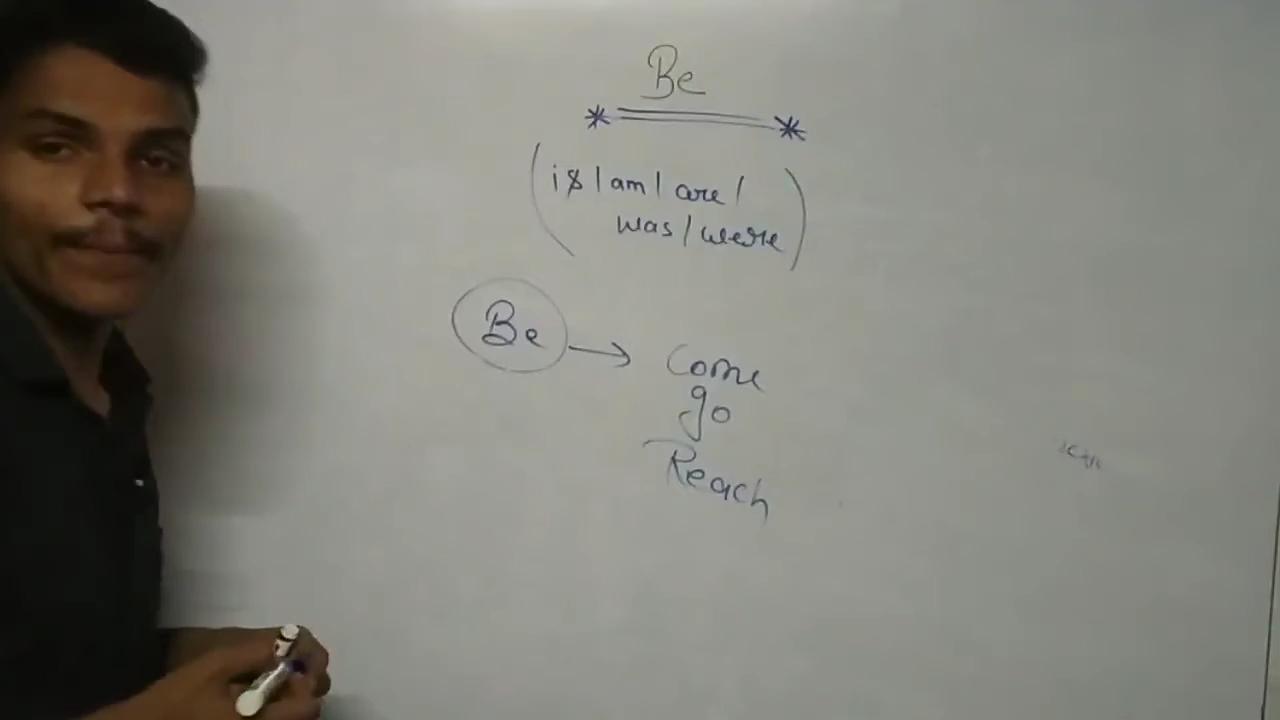 Be
(is/am/are/
was/were)
Be → Come
go
Reach